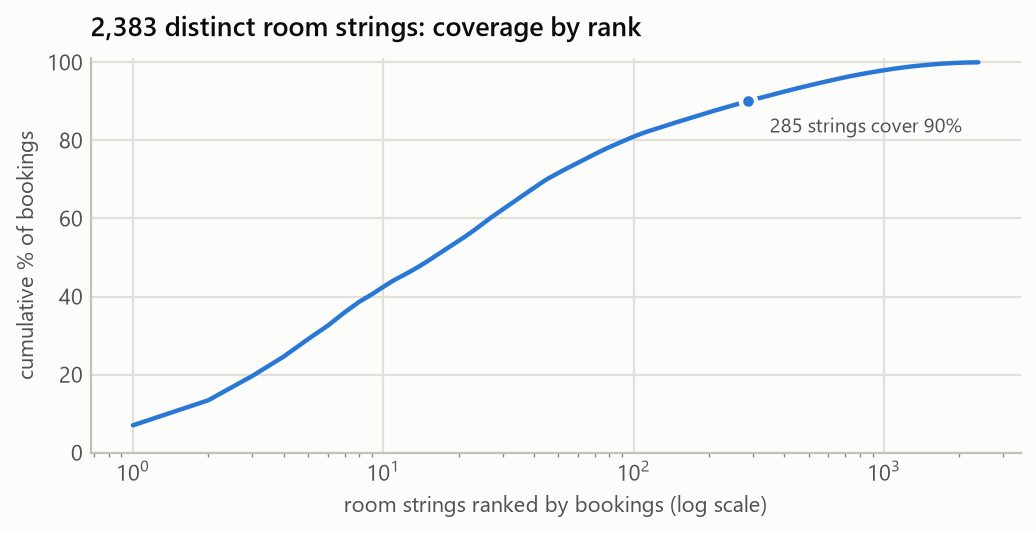 2,383 distinct room strings: coverage by rank
cumulative % of bookings
100
80
60
40
20
0
285 strings cover 90%
10⁰ 10¹ 10² 10³
room strings ranked by bookings (log scale)